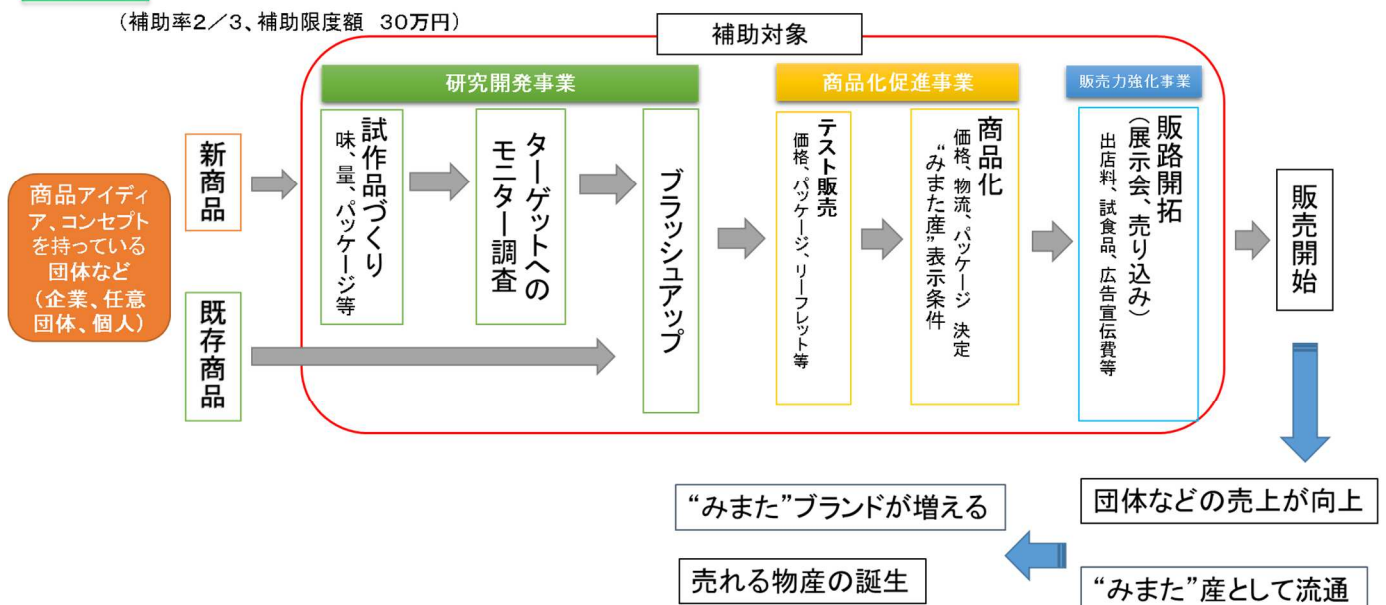 (補助率2/3、補助限度額 30万円)
補助対象
研究開発事業
商品化促進事業
販売力強化事業
商品アイディ
ア、コンセプト
を持っている
団体など
(企業、任意
団体、個人)
新商品
既存商品
試作品づくり
味、量、パッケージ等
ターゲットへの
モニター調査
ブラッシュアップ
テスト販売
価格、パッケージ、リーフレット等
商品化
価格、物流、パッケージ 決定
“みまた産”表示条件
販路開拓
(展示会、売り込み)
出店料、試食品、広告宣伝費等
販売開始
団体などの売上が向上
“みまた”産として流通
“みまた”ブランドが増える
売れる物産の誕生